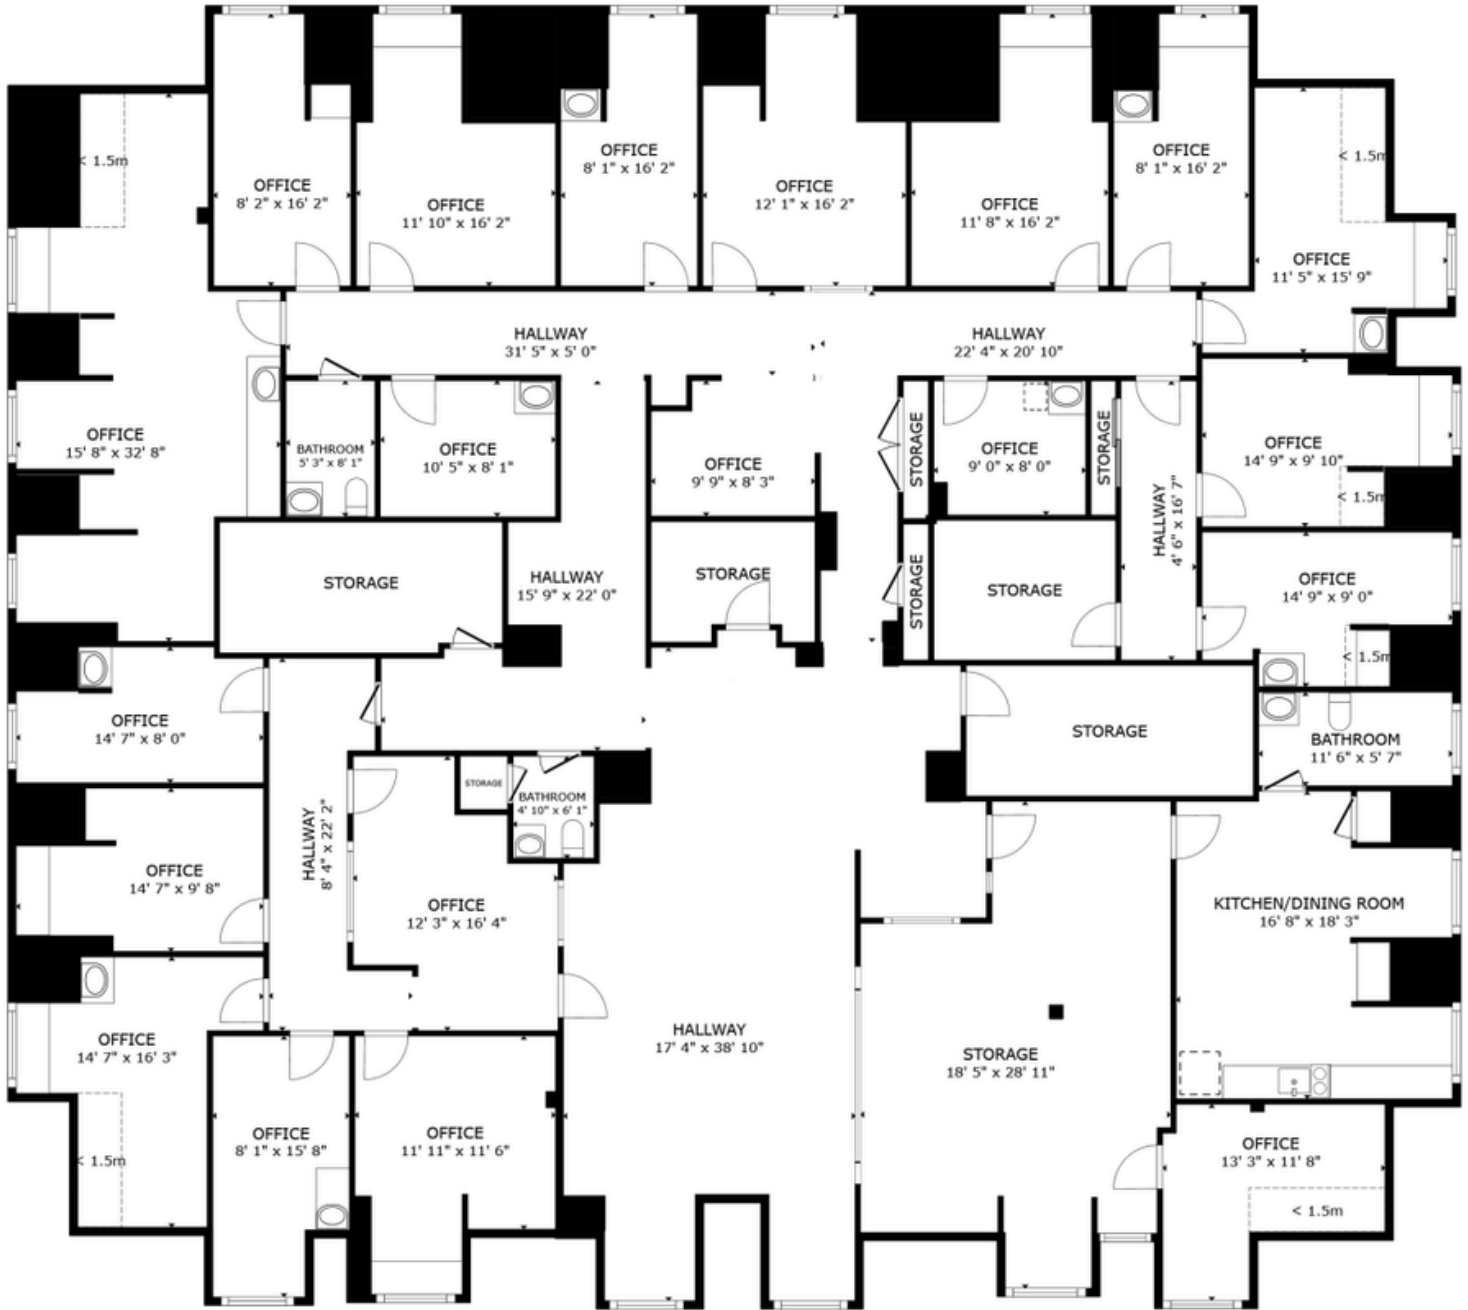 < 1.5m
OFFICE
8' 2" x 16' 2"
OFFICE
11' 10" x 16' 2"
OFFICE
8' 1" x 16' 2"
OFFICE
12' 1" x 16' 2"
OFFICE
11' 8" x 16' 2"
OFFICE
8' 1" x 16' 2"
< 1.5m
OFFICE
11' 5" x 15' 9"
HALLWAY
31' 5" x 5' 0"
HALLWAY
22' 4" x 20' 10"
OFFICE
15' 8" x 32' 8"
BATHROOM
5' 3" x 8' 1"
OFFICE
10' 5" x 8' 1"
OFFICE
9' 9" x 8' 3"
STORAGE
OFFICE
9' 0" x 8' 0"
STORAGE
HALLWAY
4' 6" x 16' 7"
OFFICE
14' 9" x 9' 10"
< 1.5m
STORAGE
HALLWAY
15' 9" x 22' 0"
STORAGE
STORAGE
STORAGE
OFFICE
14' 9" x 9' 0"
< 1.5m
OFFICE
14' 7" x 8' 0"
STORAGE
BATHROOM
11' 6" x 5' 7"
HALLWAY
8' 4" x 22' 2"
STORAGE
BATHROOM
4' 10" x 6' 1"
OFFICE
14' 7" x 9' 8"
OFFICE
12' 3" x 16' 4"
KITCHEN/DINING ROOM
16' 8" x 18' 3"
OFFICE
14' 7" x 16' 3"
HALLWAY
17' 4" x 38' 10"
STORAGE
18' 5" x 28' 11"
< 1.5m
OFFICE
8' 1" x 15' 8"
OFFICE
11' 11" x 11' 6"
OFFICE
13' 3" x 11' 8"
< 1.5m